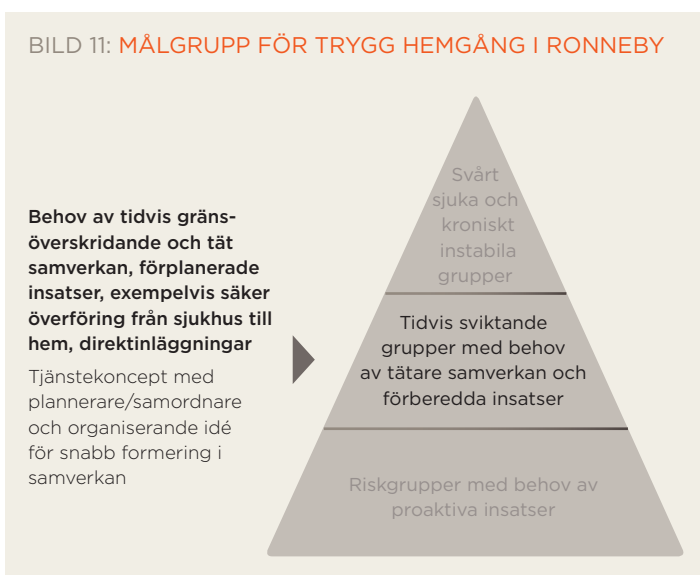 BILD 11: MÅLGRUPP FÖR TRYGG HEMGÅNG I RONNEBY
Behov av tidvis gräns-
överskridande och tät
samverkan, förplanerade
insatser, exempelvis säker
överföring från sjukhus till
hem, direktinläggningar
Tjänstekoncept med
plannerare/samordnare
och organiserande idé
för snabb formering i
samverkan
Svårt
sjuka och
kroniskt
instabila
grupper
Tidvis sviktande
grupper med behov
av tätare samverkan och
förberedda insatser
Riskgrupper med behov av
proaktiva insatser